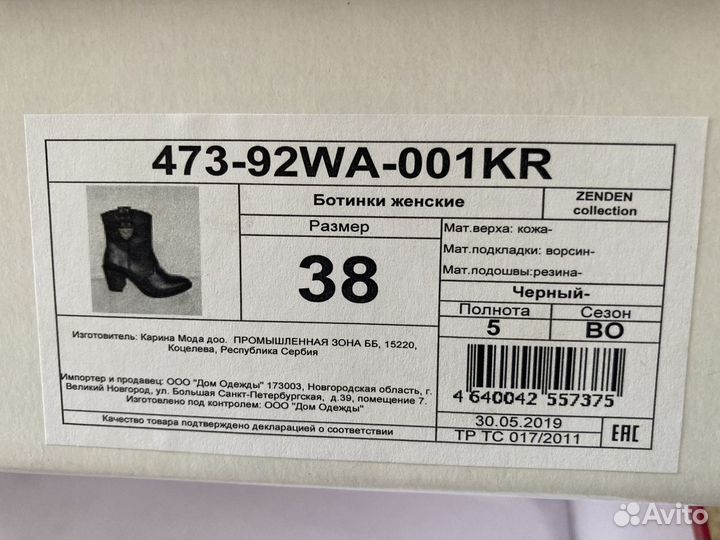 473-92WA-001KR
Ботинки женские
ZENDEN
collection
Размер
38
Мат.верха: кожа-
Мат.подкладки: ворсин-
Мат.подошвы:резина-
Черный-
Полнота
Сезон
5
ВО
Изготовитель: Карина Мода доо. ПРОМЫШЛЕННАЯ ЗОНА ББ, 15220,
Коцелева, Республика Сербия
Импортер и продавец: ООО "Дом Одежды" 173003, Новгородская область, г.
Великий Новгород, ул. Большая Санкт-Петербургская, д.39, помещение 7.
Изготовлено под контролем: ООО "Дом Одежды"
Качество товара подтверждено декларацией о соответствии
4 640042 557375
30.05.2019
ТР ТС 017/2011
EAC
Avito